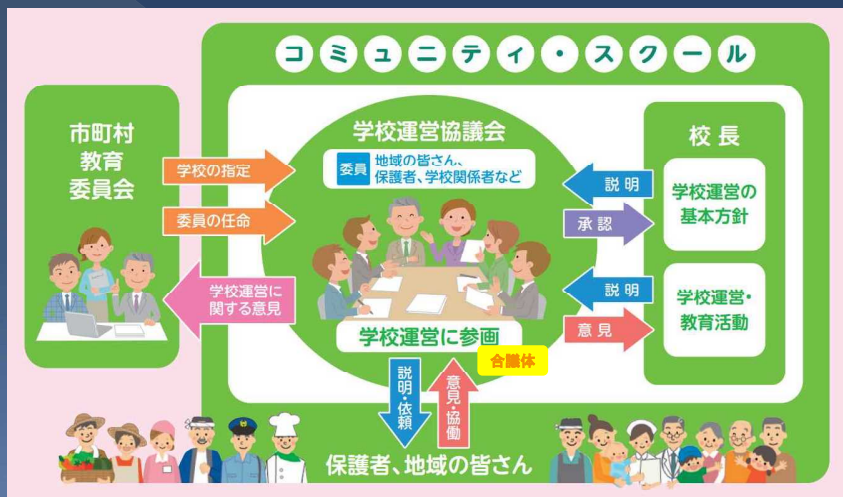 コミュニティ・スクール
市町村
教育
委員会
学校の指定
委員の任命
学校運営に
関する意見
学校運営協議会
委員
地域の皆さん、
保護者、学校関係者など
学校運営に参画
合議体
校長
説明
承認
学校運営の
基本方針
説明
意見
学校運営・
教育活動
説明・依頼
意見・協働
保護者、地域の皆さん